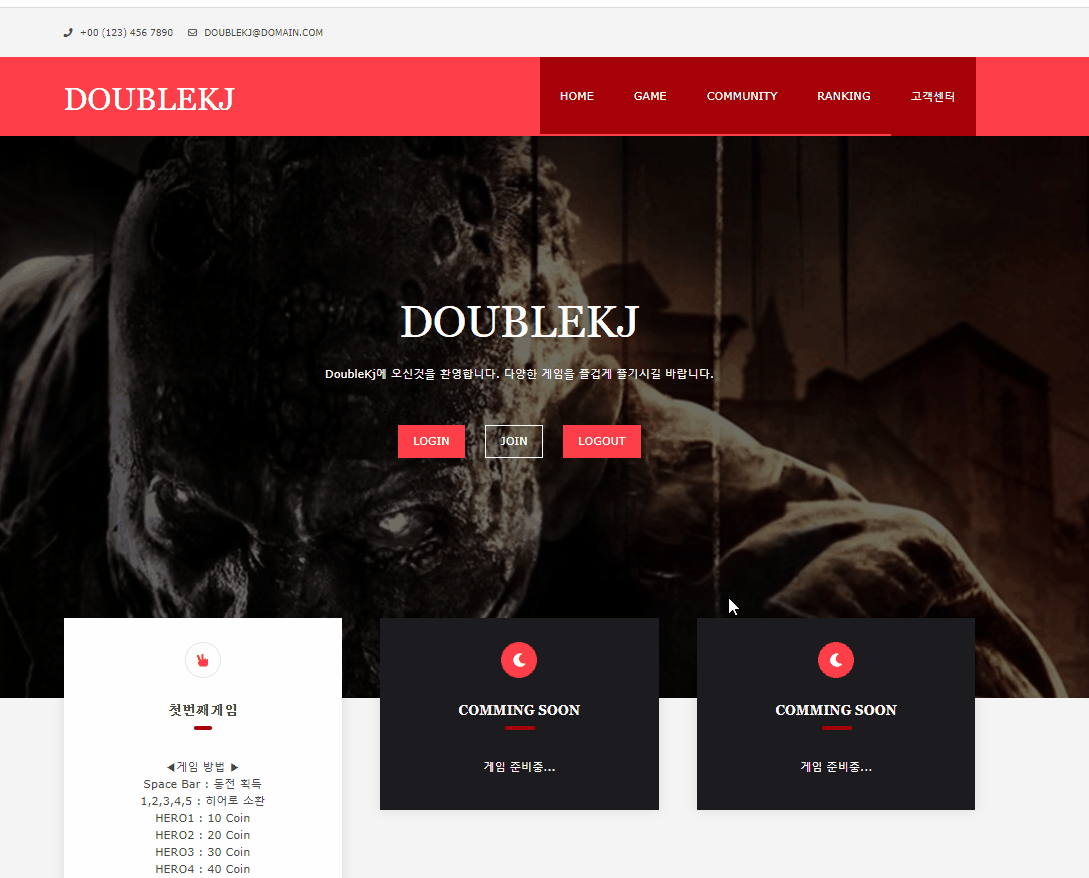 +00 (123) 456 7890 DOUBLEKJ@DOMAIN.COM
DOUBLEKJ
HOME GAME COMMUNITY RANKING 고객센터
DOUBLEKJ
DoubleKj에 오신것을 환영합니다. 다양한 게임을 즐겁게 즐기시길 바랍니다.
LOGIN JOIN LOGOUT
첫번째게임
◀게임 방법 ▶
Space Bar : 동전 획득
1,2,3,4,5 : 히어로 소환
HERO1 : 10 Coin
HERO2 : 20 Coin
HERO3 : 30 Coin
HERO4 : 40 Coin
COMMING SOON
게임 준비중...
COMMING SOON
게임 준비중...